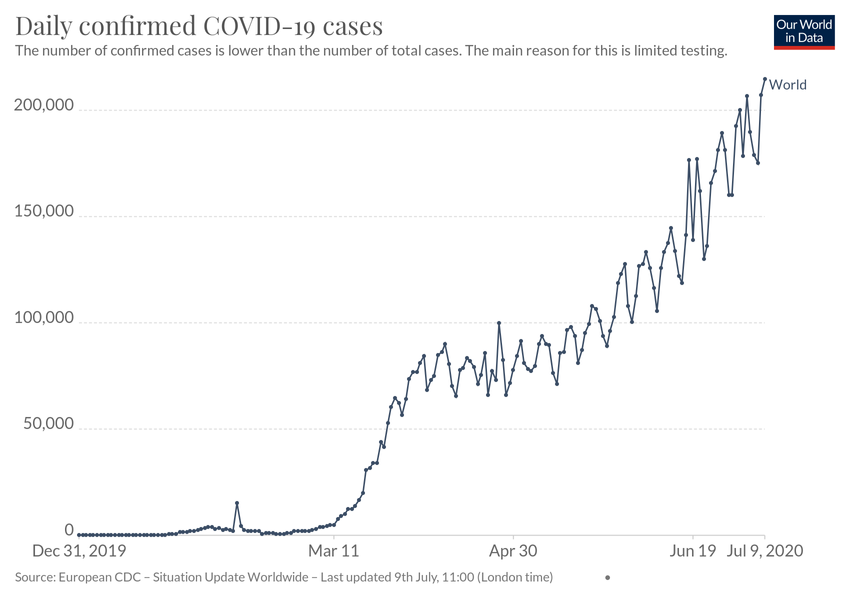 Daily confirmed COVID-19 cases
Our World
in Data
The number of confirmed cases is lower than the number of total cases. The main reason for this is limited testing.
World
200,000
150,000
100,000
50,000
0
Dec 31, 2019 Mar 11 Apr 30 Jun 19 Jul 9, 2020
Source: European CDC – Situation Update Worldwide – Last updated 9th July, 11:00 (London time) •